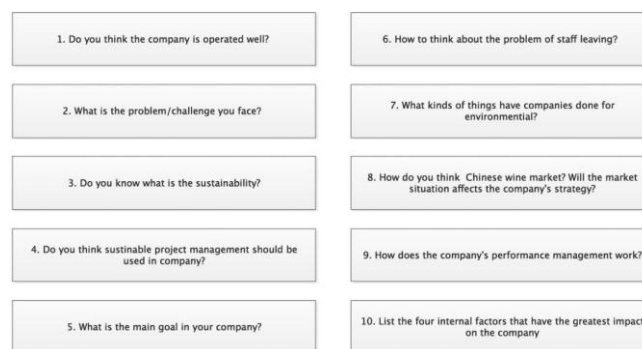 1. Do you think the company is operated well?
2. What is the problem/challenge you face?
3. Do you know what is the sustainability?
4. Do you think sustinable project management should be
used in company?
5. What is the main goal in your company?
6. How to think about the problem of staff leaving?
7. What kinds of things have companies done for
environmential?
8. How do you think Chinese wine market? Will the market
situation affects the company's strategy?
9. How does the company's performance management work?
10. List the four internal factors that have the greatest impact
on the company